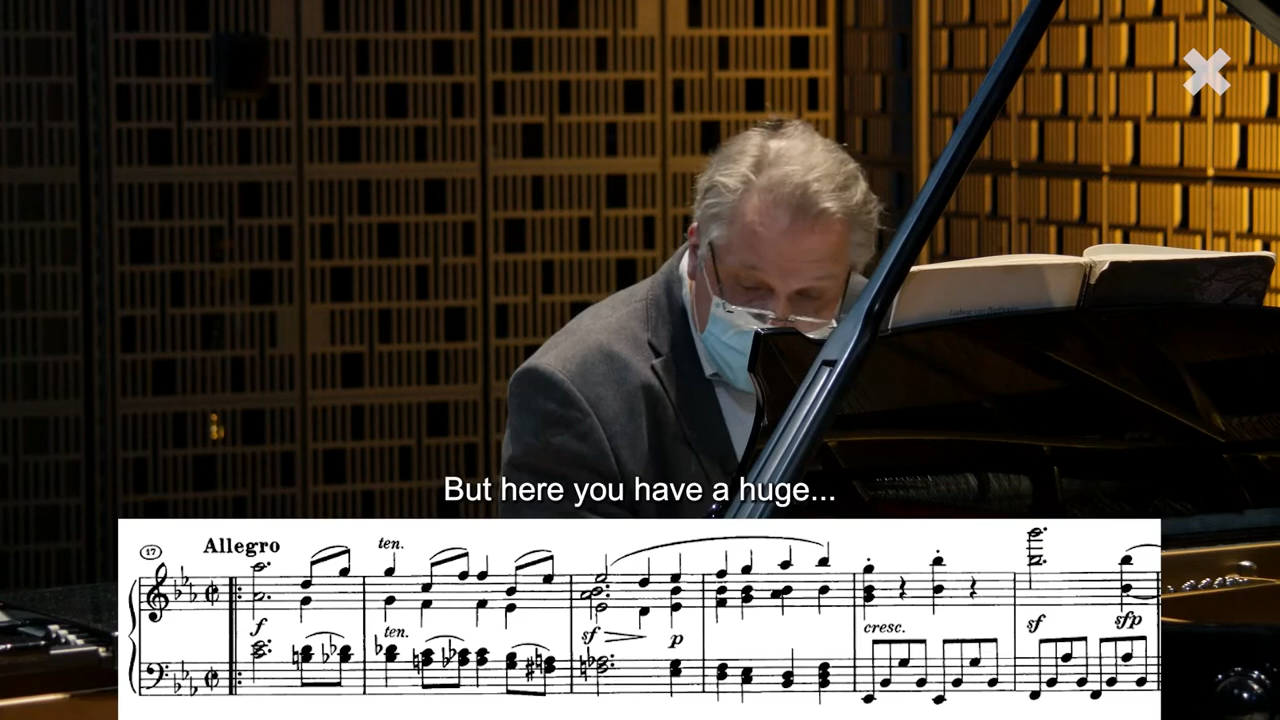 But here you have a huge...
17
Allegro
ten.
f
ten.
sf
p
cresc.
sf
sfp